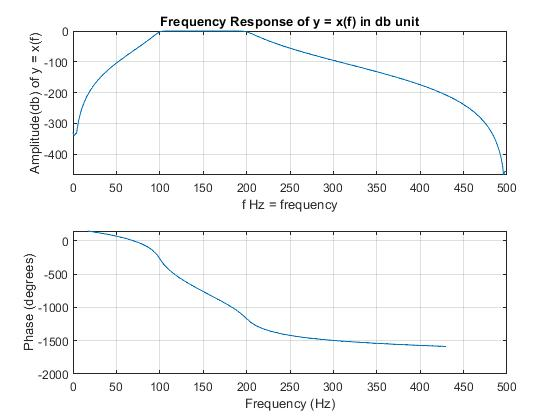 Frequency Response of y = x(f) in db unit
Amplitude(db) of y = x(f)
0
-100
-200
-300
-400
0 50 100 150 200 250 300 350 400 450 500
f Hz = frequency
Phase (degrees)
0
-500
-1000
-1500
-2000
0 50 100 150 200 250 300 350 400 450 500
Frequency (Hz)